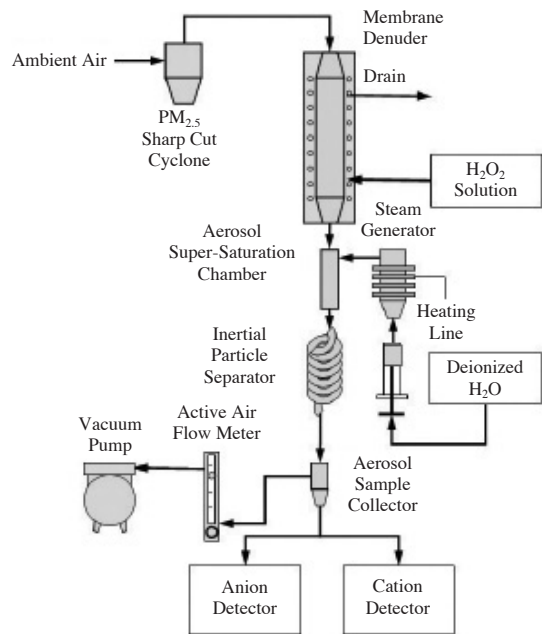 Ambient Air
PM2.5
Sharp Cut
Cyclone
Membrane
Denuder
Drain
H2O2
Solution
Steam
Generator
Aerosol
Super-Saturation
Chamber
Heating
Line
Inertial
Particle
Separator
Deionized
H2O
Active Air
Flow Meter
Vacuum
Pump
Aerosol
Sample
Collector
Anion
Detector
Cation
Detector